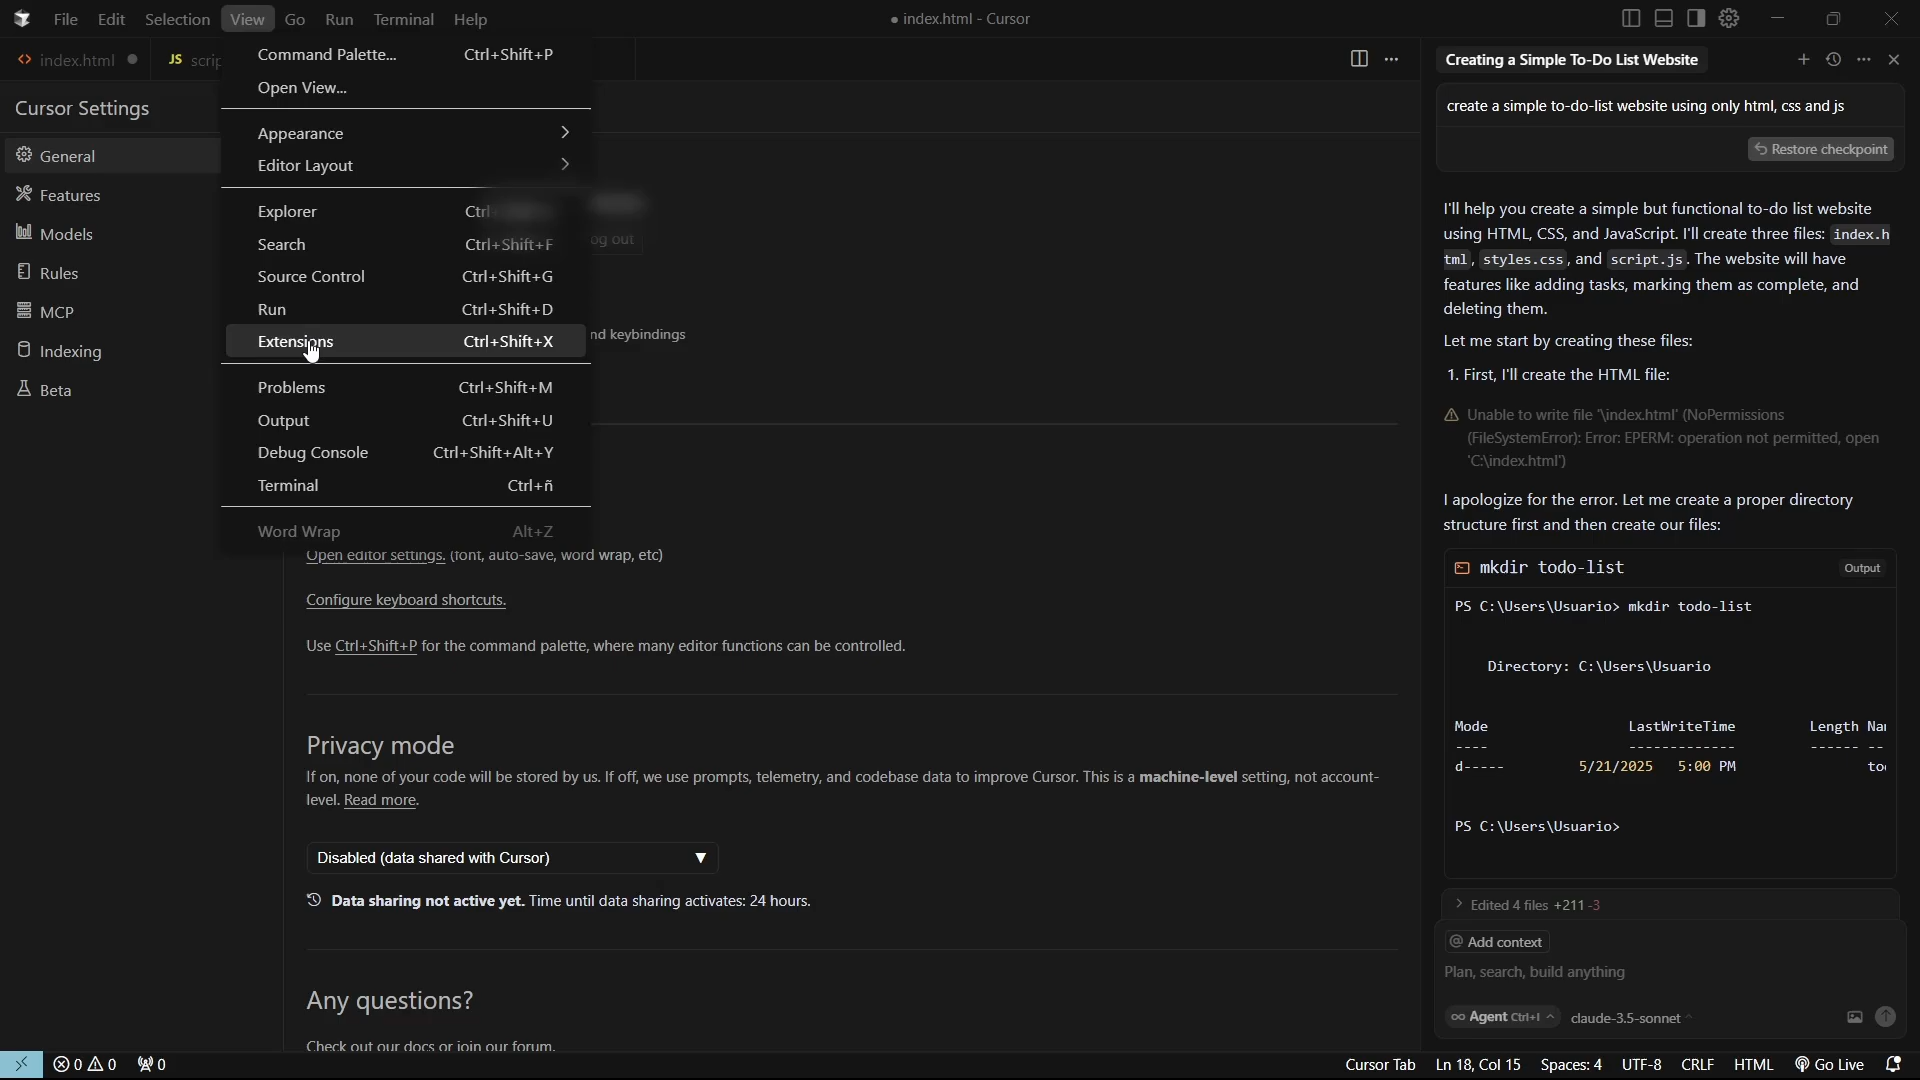 File Edit Selection View Go Run Terminal Help
● index.html - Cursor
<> index.html ●
JS
Cursor Settings
General
Features
Models
Rules
MCP
Indexing
Beta
Command Palette... Ctrl+Shift+P
Open View...
Appearance
Editor Layout
Explorer
Search Ctrl+Shift+F
Source Control Ctrl+Shift+G
Run Ctrl+Shift+D
Extensions Ctrl+Shift+X
Problems Ctrl+Shift+M
Output Ctrl+Shift+U
Debug Console Ctrl+Shift+Alt+Y
Terminal Ctrl+ñ
Word Wrap Alt+Z
out
keybindings
Open editor settings. (font, auto-save, word wrap, etc)
Configure keyboard shortcuts.
Use Ctrl+Shift+P for the command palette, where many editor functions can be controlled.
Privacy mode
If on, none of your code will be stored by us. If off, we use prompts, telemetry, and codebase data to improve Cursor. This is a machine-level setting, not account-
level. Read more.
Disabled (data shared with Cursor) ▼
Data sharing not active yet. Time until data sharing activates: 24 hours.
Any questions?
Check out our docs or join our forum.
Creating a Simple To-Do List Website
create a simple to-do-list website using only html, css and js
Restore checkpoint
I'll help you create a simple but functional to-do list website
using HTML, CSS, and JavaScript. I'll create three files: index.h
tml, styles.css, and script.js. The website will have
features like adding tasks, marking them as complete, and
deleting them.
Let me start by creating these files:
1. First, I'll create the HTML file:
Unable to write file '\index.html' (NoPermissions
(FileSystemError): Error: EPERM: operation not permitted, open
'C:\index.html')
I apologize for the error. Let me create a proper directory
structure first and then create our files:
mkdir todo-list Output
PS C:\Users\Usuario> mkdir todo-list
Directory: C:\Users\Usuario
Mode LastWriteTime Length
---- ------------- ------ --
d----- 5/21/2025 5:00 PM
PS C:\Users\Usuario>
> Edited 4 files +211 -3
@ Add context
Plan, search, build anything
∞ Agent Ctrl+I claude-3.5-sonnet
0 0 0
Cursor Tab Ln 18, Col 15 Spaces: 4 UTF-8 CRLF HTML Go Live